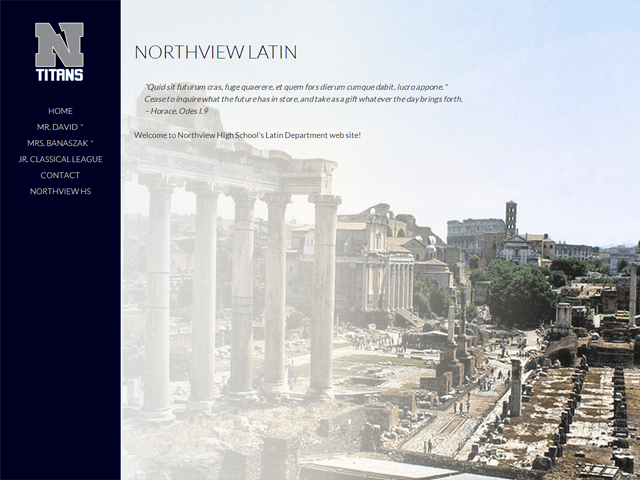 N
TITANS
HOME
MR. DAVID
MRS. BANASZAK
JR. CLASSICAL LEAGUE
CONTACT
NORTHVIEW HS
NORTHVIEW LATIN
"Quid sit futurum cras, fuge quaerere, et quem fors dierum cumque dabit, lucro appone."
Cease to inquire what the future has in store, and take as a gift whatever the day brings forth.
– Horace, Odes I.9
Welcome to Northview High School's Latin Department web site!